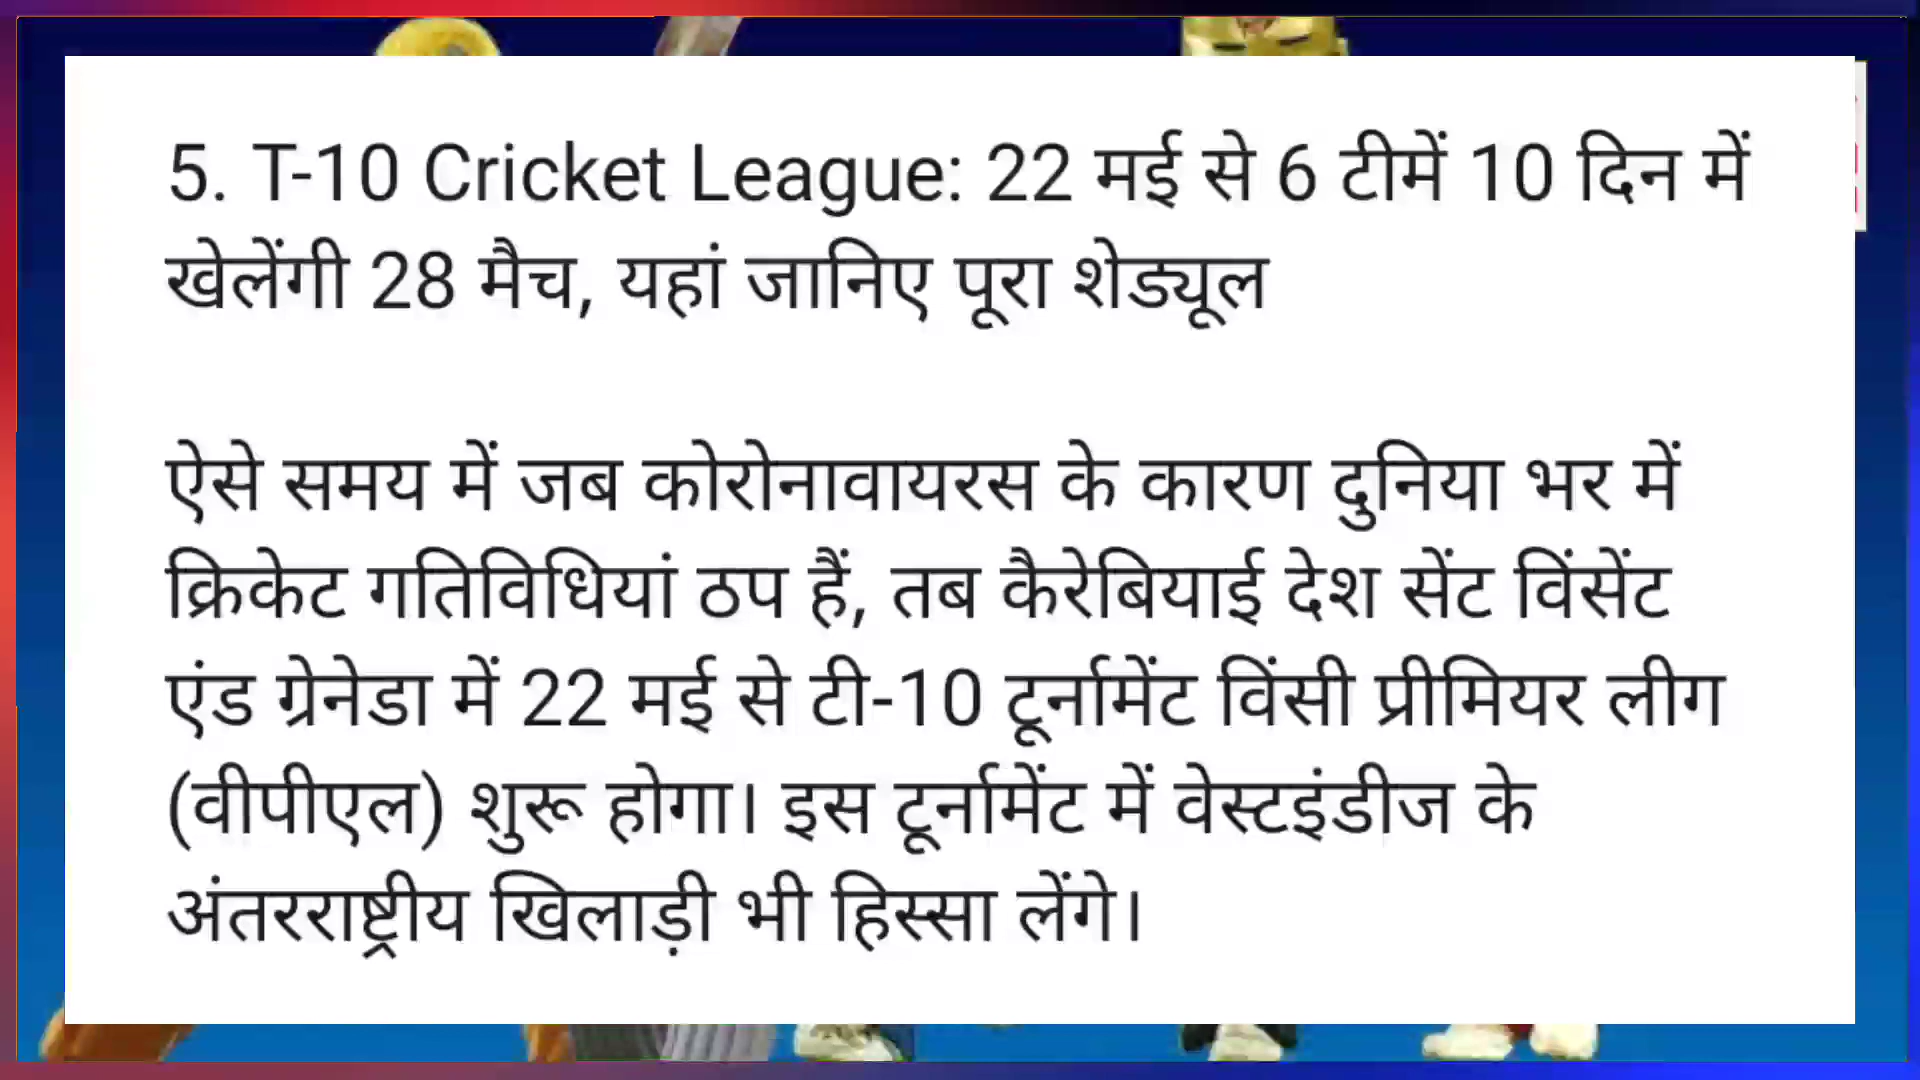 5. T-10 Cricket League: 22 मई से 6 टीमें 10 दिन में
खेलेंगी 28 मैच, यहां जानिए पूरा शेड्यूल
ऐसे समय में जब कोरोनावायरस के कारण दुनिया भर में
क्रिकेट गतिविधियां ठप हैं, तब कैरेबियाई देश सेंट विंसेंट
एंड ग्रेनेडा में 22 मई से टी-10 टूर्नामेंट विंसी प्रीमियर लीग
(वीपीएल) शुरू होगा। इस टूर्नामेंट में वेस्टइंडीज के
अंतरराष्ट्रीय खिलाड़ी भी हिस्सा लेंगे।